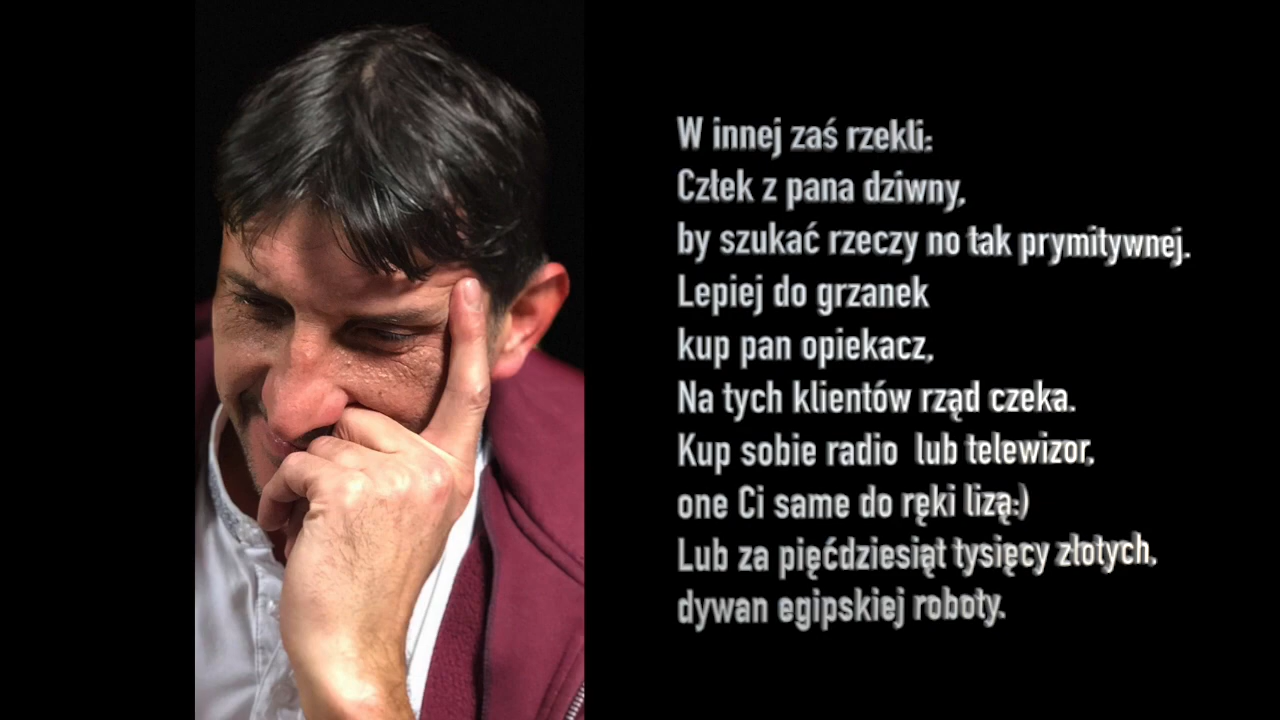 W innej zaś rzekli:
Człek z pana dziwny,
by szukać rzeczy no tak prymitywnej.
Lepiej do grzanek
kup pan opiekacz,
Na tych klientów rząd czeka.
Kup sobie radio lub telewizor,
one Ci same do ręki lizą:)
Lub za pięćdziesiąt tysięcy złotych,
dywan egipskiej roboty.